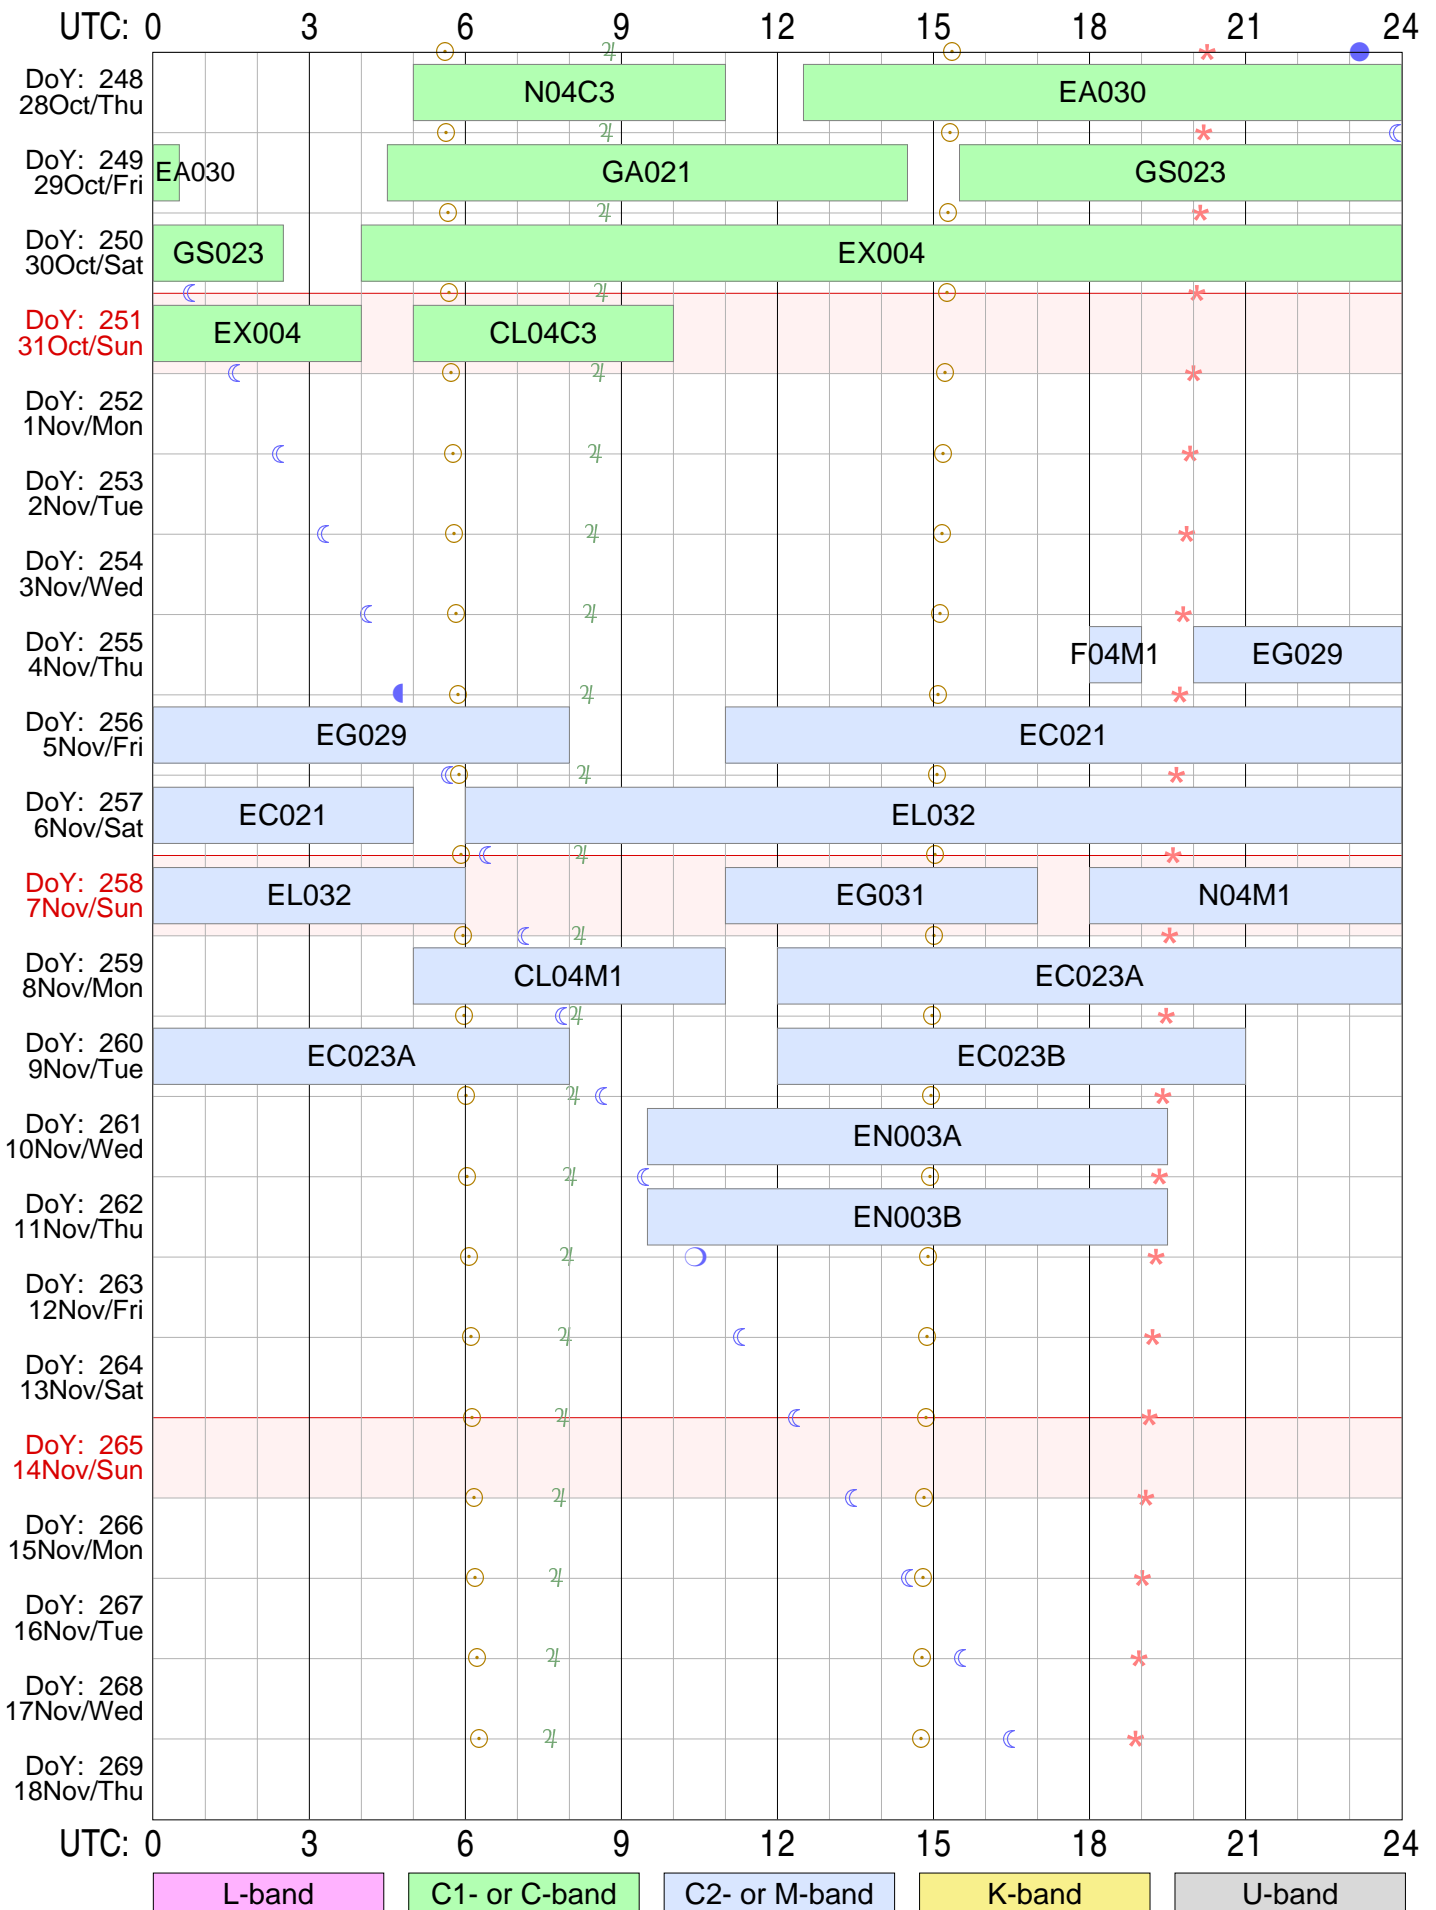 UTC: 0 3 6 9 12 15 18 21 24
DoY: 248
28Oct/Thu
N04C3 EA030
DoY: 249
29Oct/Fri
EA030 GA021 GS023
DoY: 250
30Oct/Sat
GS023 EX004
DoY: 251
31Oct/Sun
EX004 CL04C3
DoY: 252
1Nov/Mon
DoY: 253
2Nov/Tue
DoY: 254
3Nov/Wed
DoY: 255
4Nov/Thu
F04M1 EG029
DoY: 256
5Nov/Fri
EG029 EC021
DoY: 257
6Nov/Sat
EC021 EL032
DoY: 258
7Nov/Sun
EL032 EG031 N04M1
DoY: 259
8Nov/Mon
CL04M1 EC023A
DoY: 260
9Nov/Tue
EC023A EC023B
DoY: 261
10Nov/Wed
EN003A
DoY: 262
11Nov/Thu
EN003B
DoY: 263
12Nov/Fri
DoY: 264
13Nov/Sat
DoY: 265
14Nov/Sun
DoY: 266
15Nov/Mon
DoY: 267
16Nov/Tue
DoY: 268
17Nov/Wed
DoY: 269
18Nov/Thu
UTC: 0 3 6 9 12 15 18 21 24
L-band C1- or C-band C2- or M-band K-band U-band